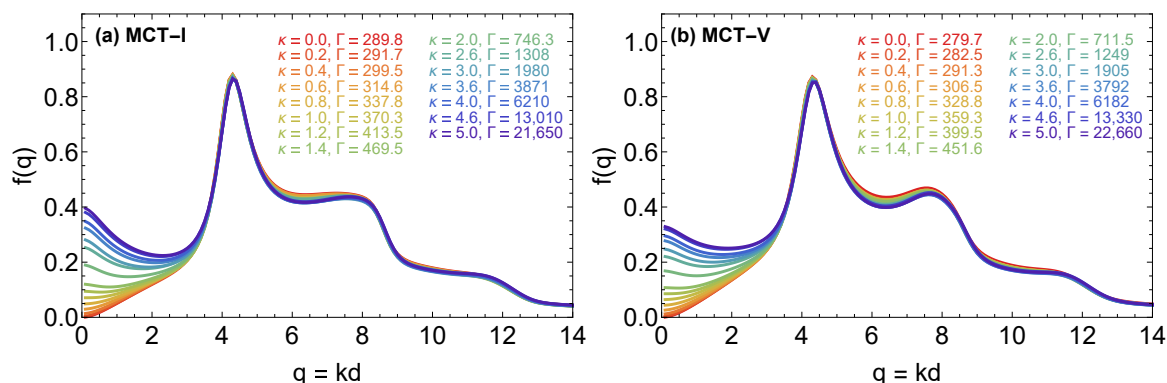 (a) MCT–I
κ = 0.0, Γ = 289.8
κ = 0.2, Γ = 291.7
κ = 0.4, Γ = 299.5
κ = 0.6, Γ = 314.6
κ = 0.8, Γ = 337.8
κ = 1.0, Γ = 370.3
κ = 1.2, Γ = 413.5
κ = 1.4, Γ = 469.5
κ = 2.0, Γ = 746.3
κ = 2.6, Γ = 1308
κ = 3.0, Γ = 1980
κ = 3.6, Γ = 3871
κ = 4.0, Γ = 6210
κ = 4.6, Γ = 13,010
κ = 5.0, Γ = 21,650
1.0
0.8
0.6
0.4
0.2
0.0
f(q)
0 2 4 6 8 10 12 14
q = kd
(b) MCT–V
κ = 0.0, Γ = 279.7
κ = 0.2, Γ = 282.5
κ = 0.4, Γ = 291.3
κ = 0.6, Γ = 306.5
κ = 0.8, Γ = 328.8
κ = 1.0, Γ = 359.3
κ = 1.2, Γ = 399.5
κ = 1.4, Γ = 451.6
κ = 2.0, Γ = 711.5
κ = 2.6, Γ = 1249
κ = 3.0, Γ = 1905
κ = 3.6, Γ = 3792
κ = 4.0, Γ = 6182
κ = 4.6, Γ = 13,330
κ = 5.0, Γ = 22,660
1.0
0.8
0.6
0.4
0.2
0.0
f(q)
0 2 4 6 8 10 12 14
q = kd